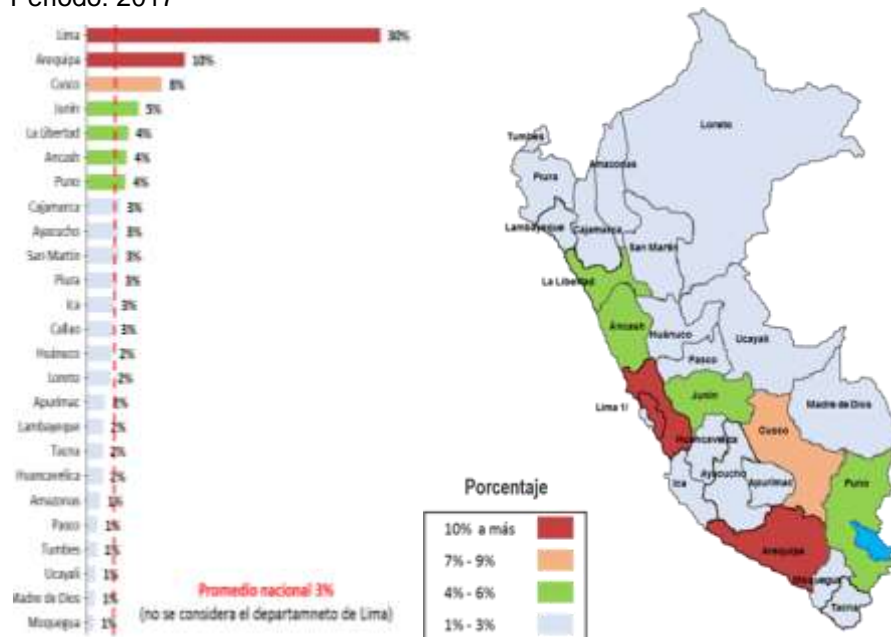 Periodo: 2017
Lima 30%
Arequipa 10%
Cusco 8%
Junín 5%
La Libertad 4%
Ancash 4%
Puno 4%
Cajamarca 3%
Ayacucho 3%
San Martín 3%
Piura 3%
Ica 3%
Callao 3%
Huánuco 2%
Loreto 2%
Apurímac 2%
Lambayeque 2%
Tacna 2%
Huancavelica 2%
Amazonas 1%
Pasco 1%
Tumbes 1%
Ucayali 1%
Madre de Dios 1%
Moquegua 1%
Promedio nacional 3%
(no se considera el departamneto de Lima)
Loreto
Tumbes
Amazonas
Piura
Lambayeque
Cajamarca
San Martín
La Libertad
Ancash
Huánuco
Ucayali
Pasco
Junín
Madre de Dios
Lima 1/
Cusco
Huancavelica
Ayacucho
Apurímac
Ica
Puno
Arequipa
Moquegua
Tacna
Porcentaje
10% a más
7% - 9%
4% - 6%
1% - 3%